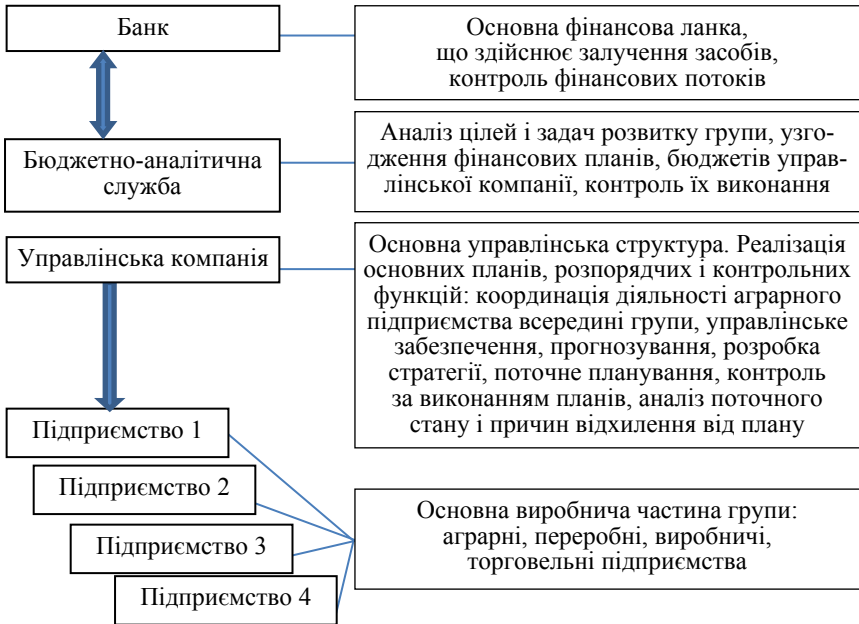 Банк
Основна фінансова ланка,
що здійснює залучення засобів,
контроль фінансових потоків
Бюджетно-аналітична
служба
Аналіз цілей і задач розвитку групи, узго-
дження фінансових планів, бюджетів управ-
лінської компанії, контроль їх виконання
Управлінська компанія
Основна управлінська структура. Реалізація
основних планів, розпорядчих і контрольних
функцій: координація діяльності аграрного
підприємства всередині групи, управлінське
забезпечення, прогнозування, розробка
стратегії, поточне планування, контроль
за виконанням планів, аналіз поточного
стану і причин відхилення від плану
Підприємство 1
Підприємство 2
Підприємство 3
Підприємство 4
Основна виробнича частина групи:
аграрні, переробні, виробничі,
торговельні підприємства